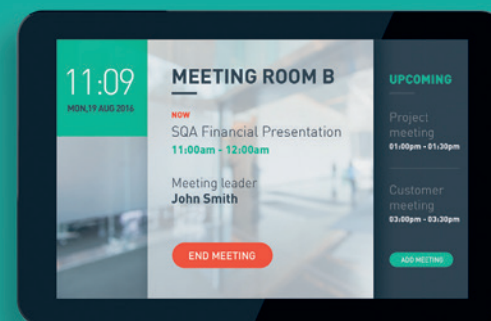 11:09
MON,19 AUG 2016
MEETING ROOM B
NOW
SQA Financial Presentation
11:00am - 12:00am
Meeting leader
John Smith
END MEETING
UPCOMING
Project
meeting
01:00pm - 01:30pm
Customer
meeting
03:00pm - 03:30pm
ADD MEETING